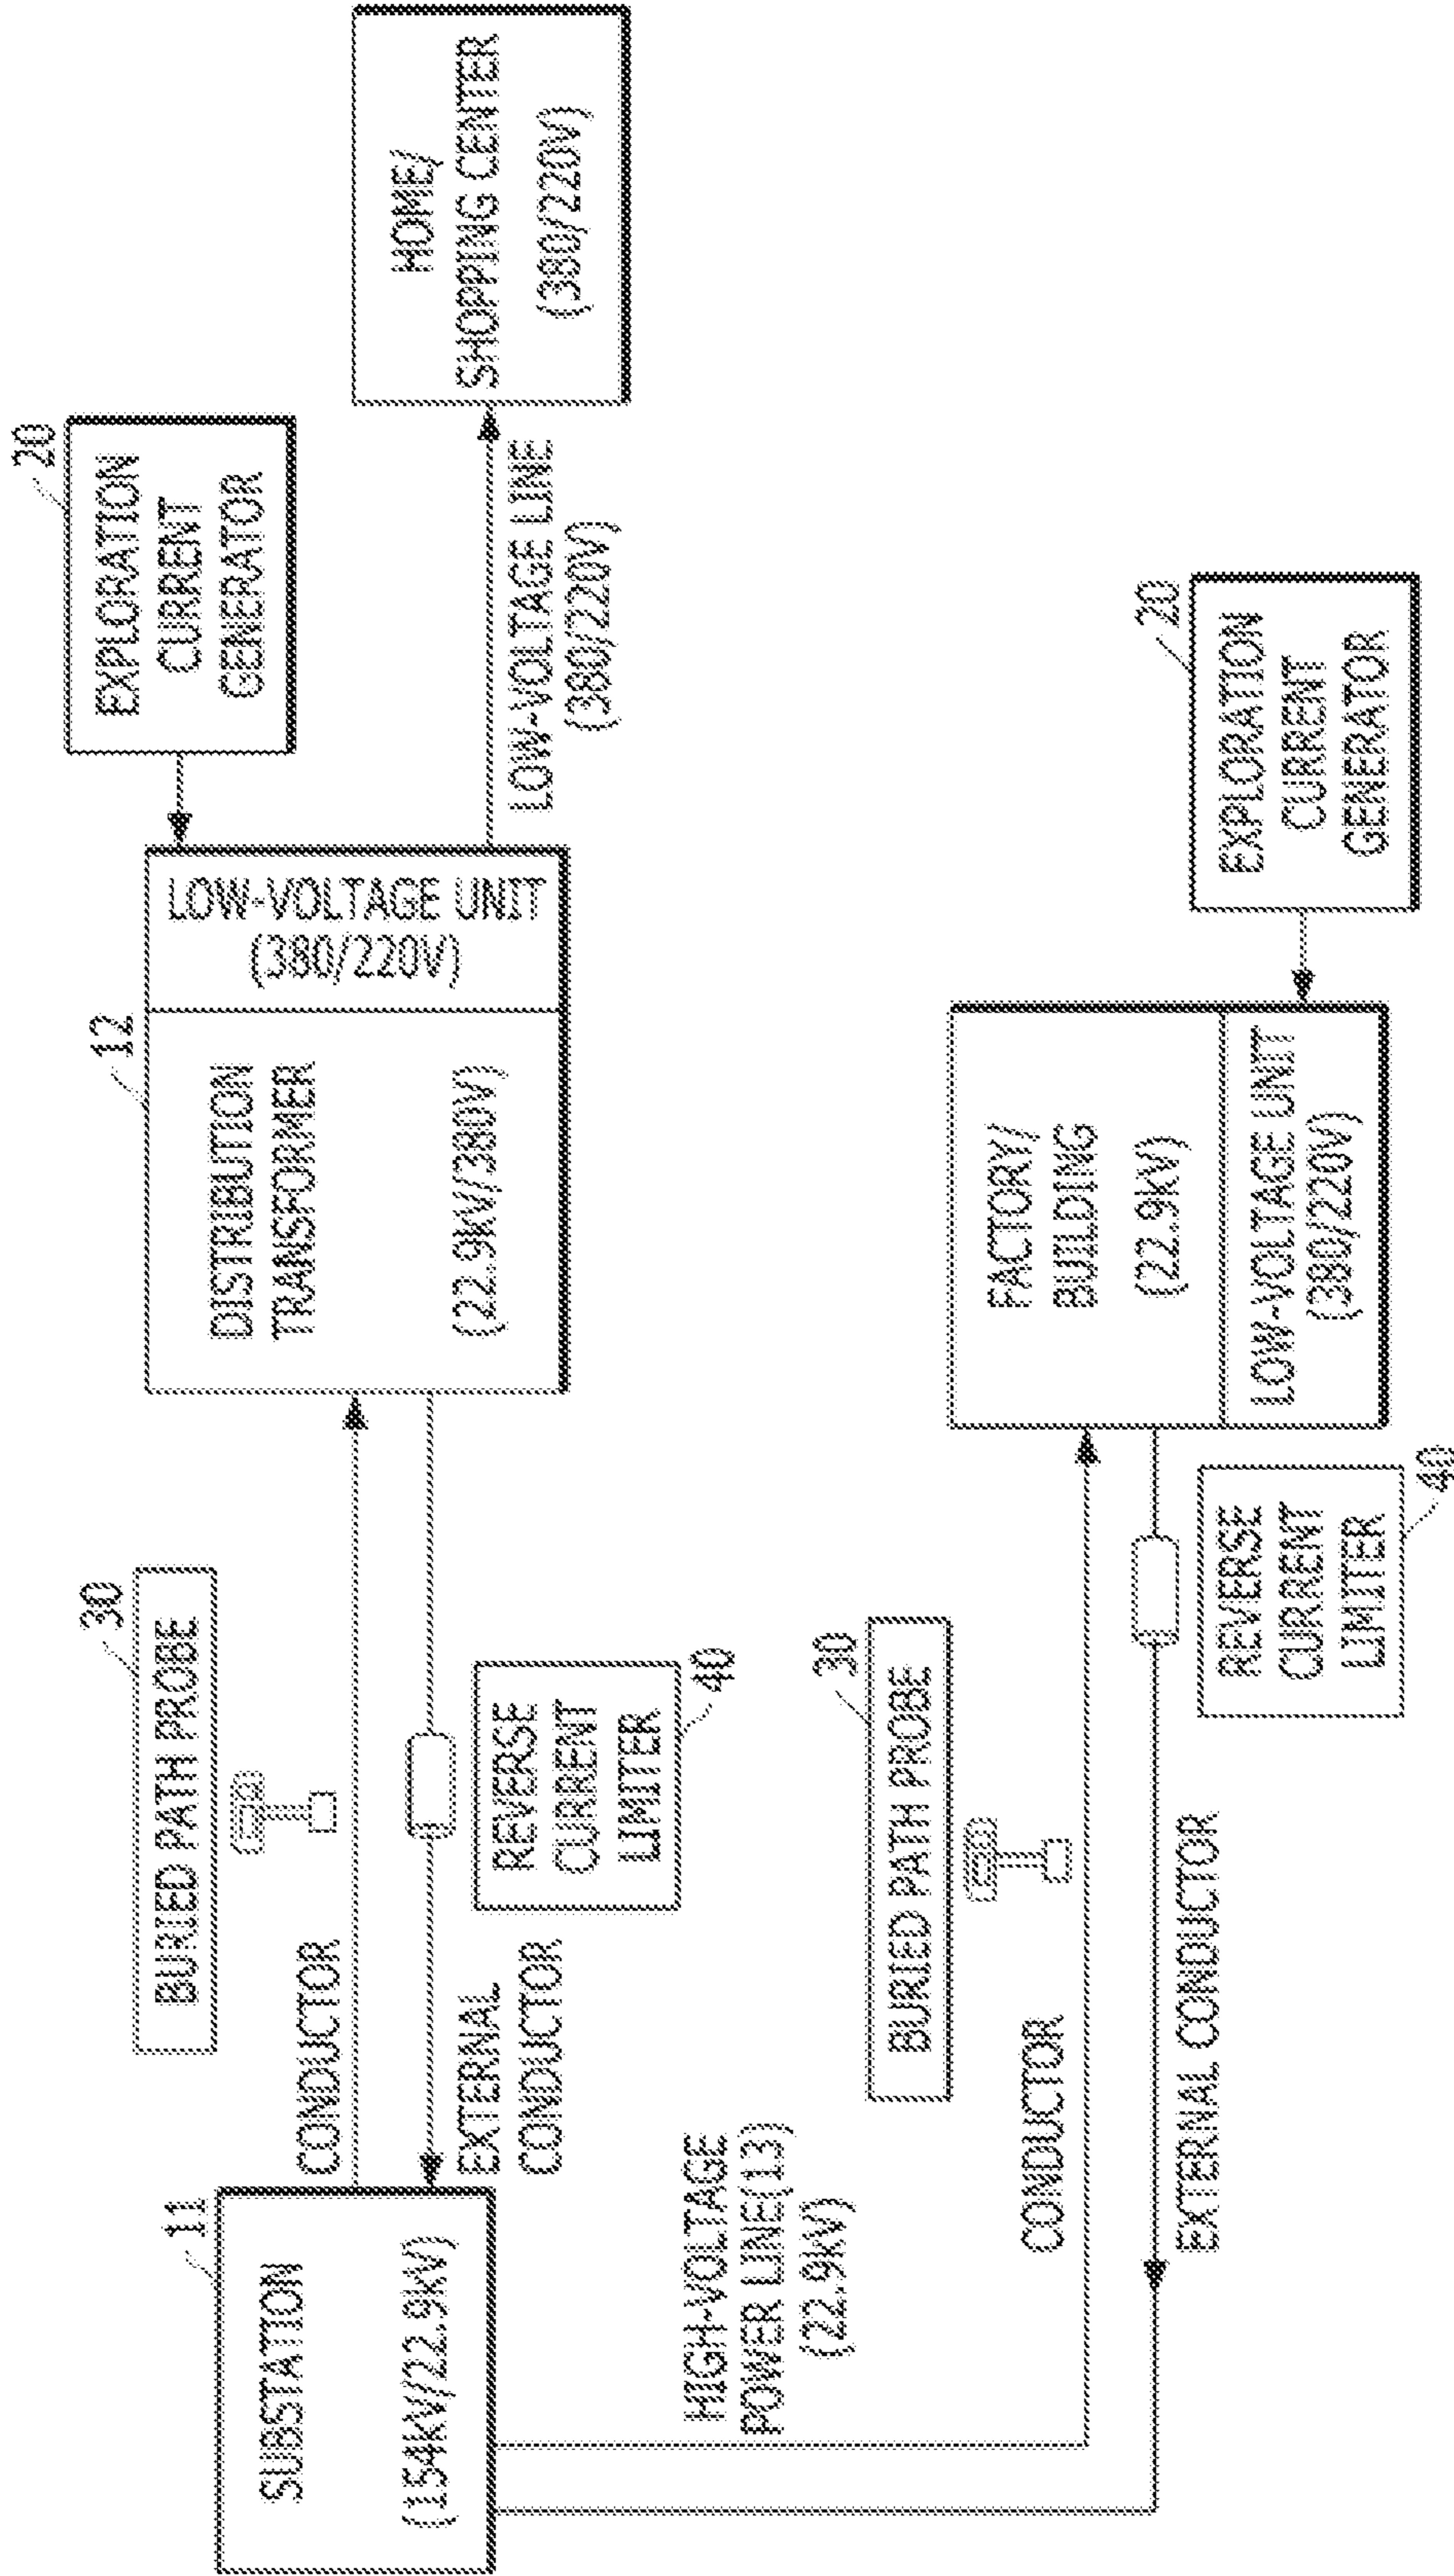 SUBSTATION
(154kV/22.9kV)
11
CONDUCTOR
EXTERNAL
CONDUCTOR
BURIED PATH PROBE
30
REVERSE
CURRENT
LIMITER
40
DISTRIBUTION
TRANSFORMER
(22.9kV/380V)
12
LOW-VOLTAGE UNIT
(380/220V)
EXPLORATION
CURRENT
GENERATOR
20
LOW-VOLTAGE LINE
(380/220V)
HOME/
SHOPPING CENTER
(380/220V)
HIGH-VOLTAGE
POWER LINE(13)
(22.9kV)
CONDUCTOR
EXTERNAL CONDUCTOR
BURIED PATH PROBE
30
REVERSE
CURRENT
LIMITER
40
FACTORY/
BUILDING
(22.9kV)
LOW-VOLTAGE UNIT
(380/220V)
EXPLORATION
CURRENT
GENERATOR
20